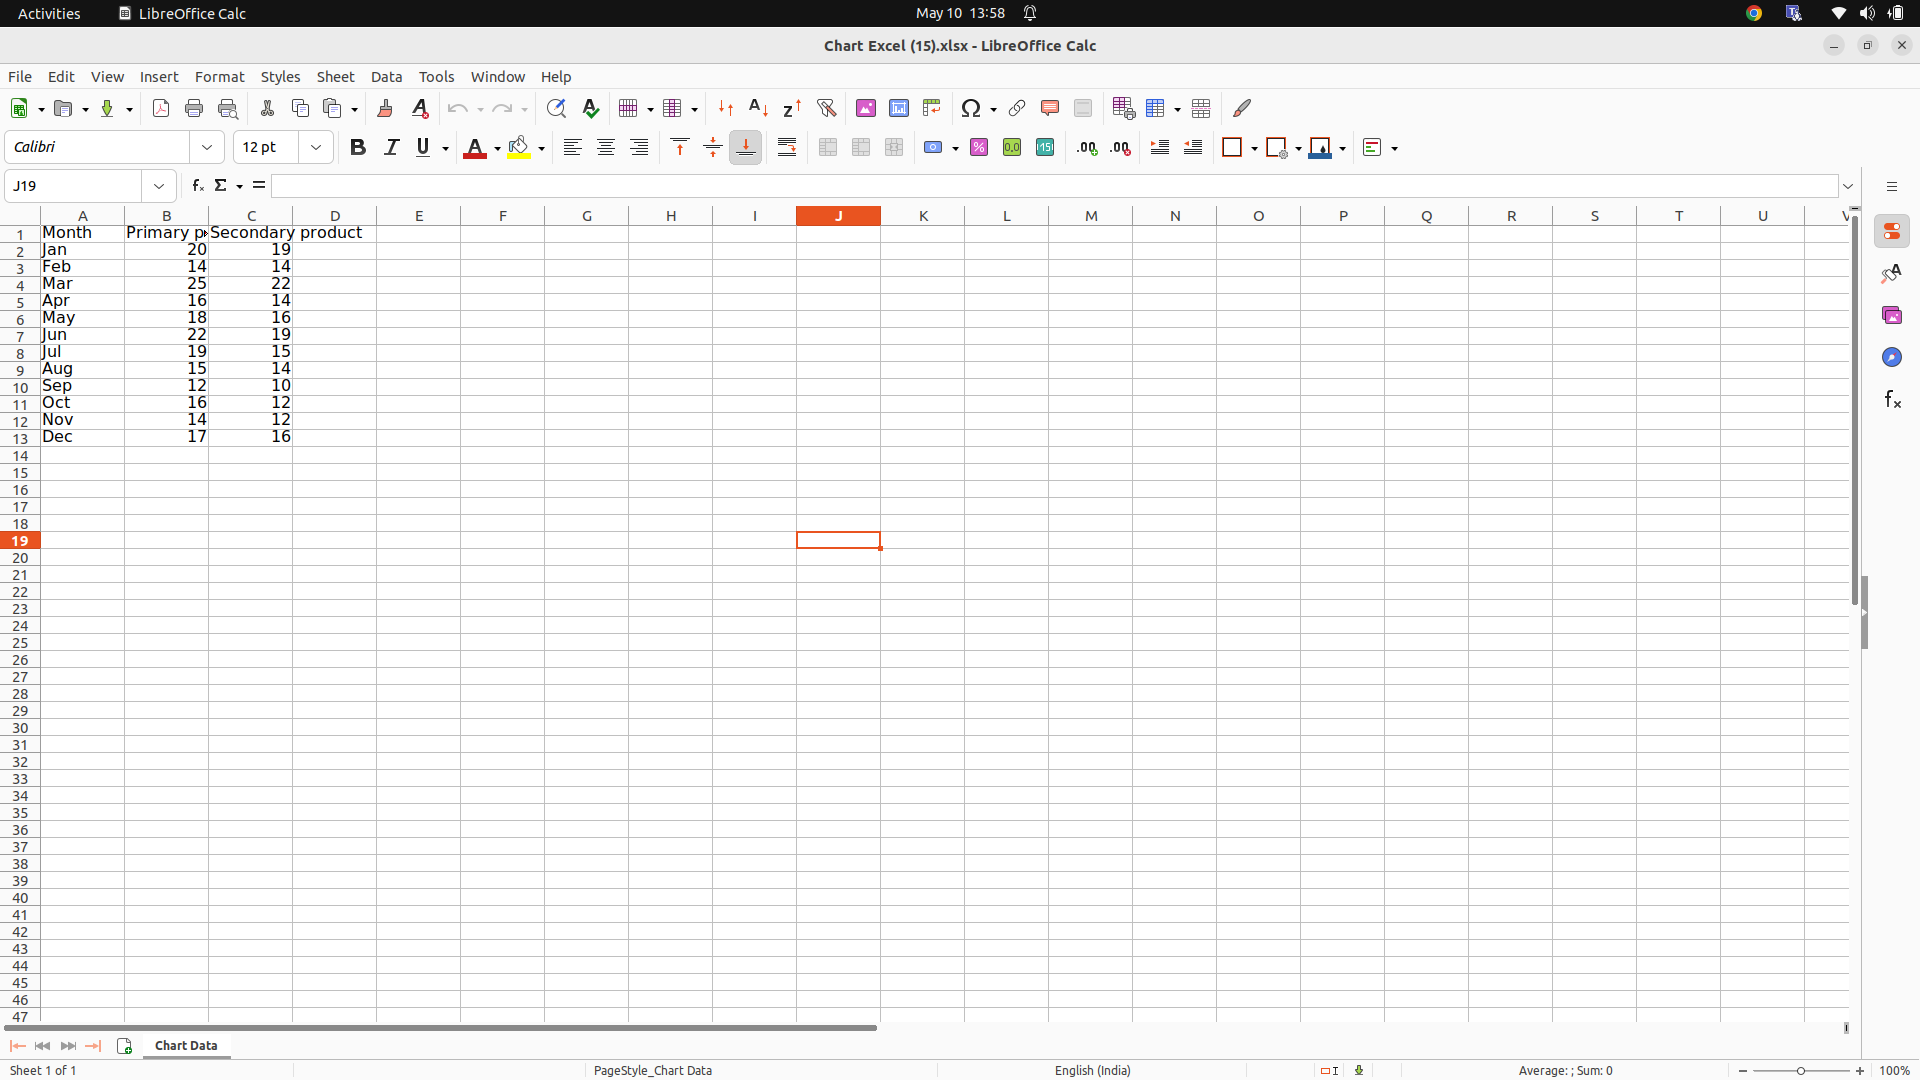 Activities LibreOffice Calc May 10 13:58
Chart Excel (15).xlsx - LibreOffice Calc
File Edit View Insert Format Styles Sheet Data Tools Window Help
Calibri 12 pt
J19
A B C D E F G H I J K L M N O P Q R S T U V
1 Month Primary p Secondary product
2 Jan 20 19
3 Feb 14 14
4 Mar 25 22
5 Apr 16 14
6 May 18 16
7 Jun 22 19
8 Jul 19 15
9 Aug 15 14
10 Sep 12 10
11 Oct 16 12
12 Nov 14 12
13 Dec 17 16
14
15
16
17
18
19
20
21
22
23
24
25
26
27
28
29
30
31
32
33
34
35
36
37
38
39
40
41
42
43
44
45
46
47
Chart Data
Sheet 1 of 1 PageStyle_Chart Data English (India) Average: ; Sum: 0 100%